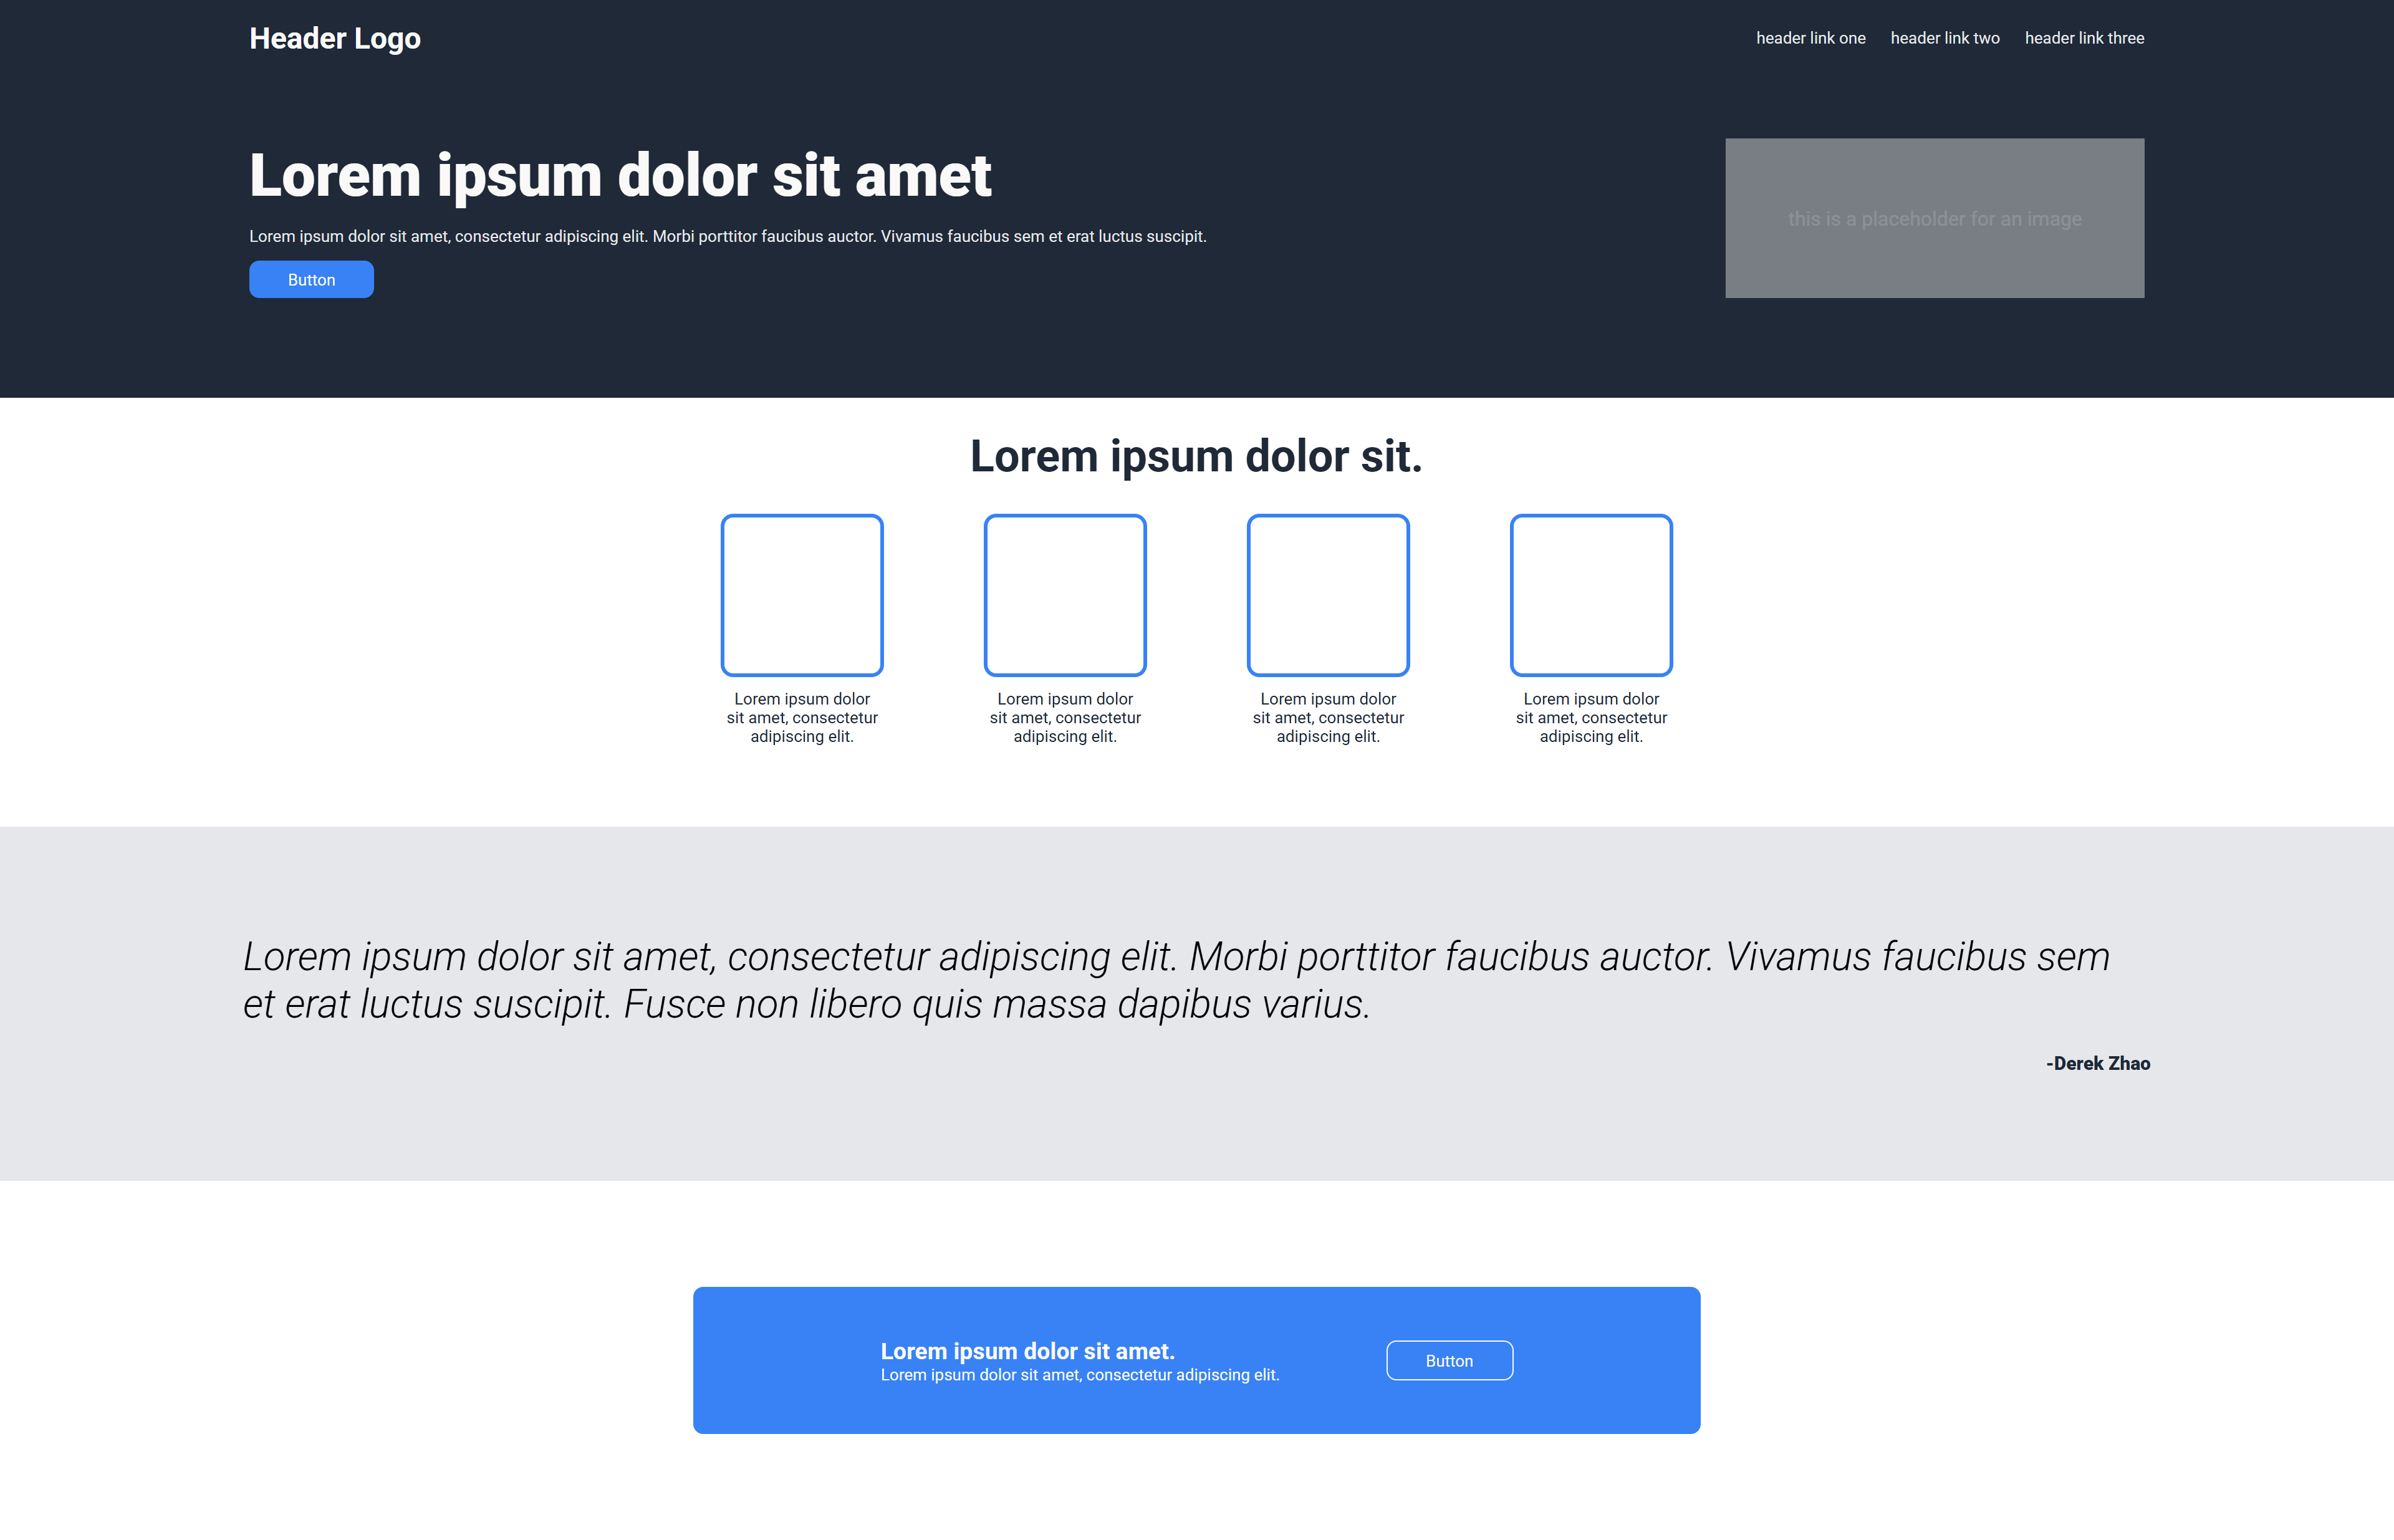 Header Logo
header link one
header link two
header link three
Lorem ipsum dolor sit amet
Lorem ipsum dolor sit amet, consectetur adipiscing elit. Morbi porttitor faucibus auctor. Vivamus faucibus sem et erat luctus suscipit.
Button
this is a placeholder for an image
Lorem ipsum dolor sit.
Lorem ipsum dolor
sit amet, consectetur
adipiscing elit.
Lorem ipsum dolor
sit amet, consectetur
adipiscing elit.
Lorem ipsum dolor
sit amet, consectetur
adipiscing elit.
Lorem ipsum dolor
sit amet, consectetur
adipiscing elit.
Lorem ipsum dolor sit amet, consectetur adipiscing elit. Morbi porttitor faucibus auctor. Vivamus faucibus sem
et erat luctus suscipit. Fusce non libero quis massa dapibus varius.
-Derek Zhao
Lorem ipsum dolor sit amet.
Lorem ipsum dolor sit amet, consectetur adipiscing elit.
Button